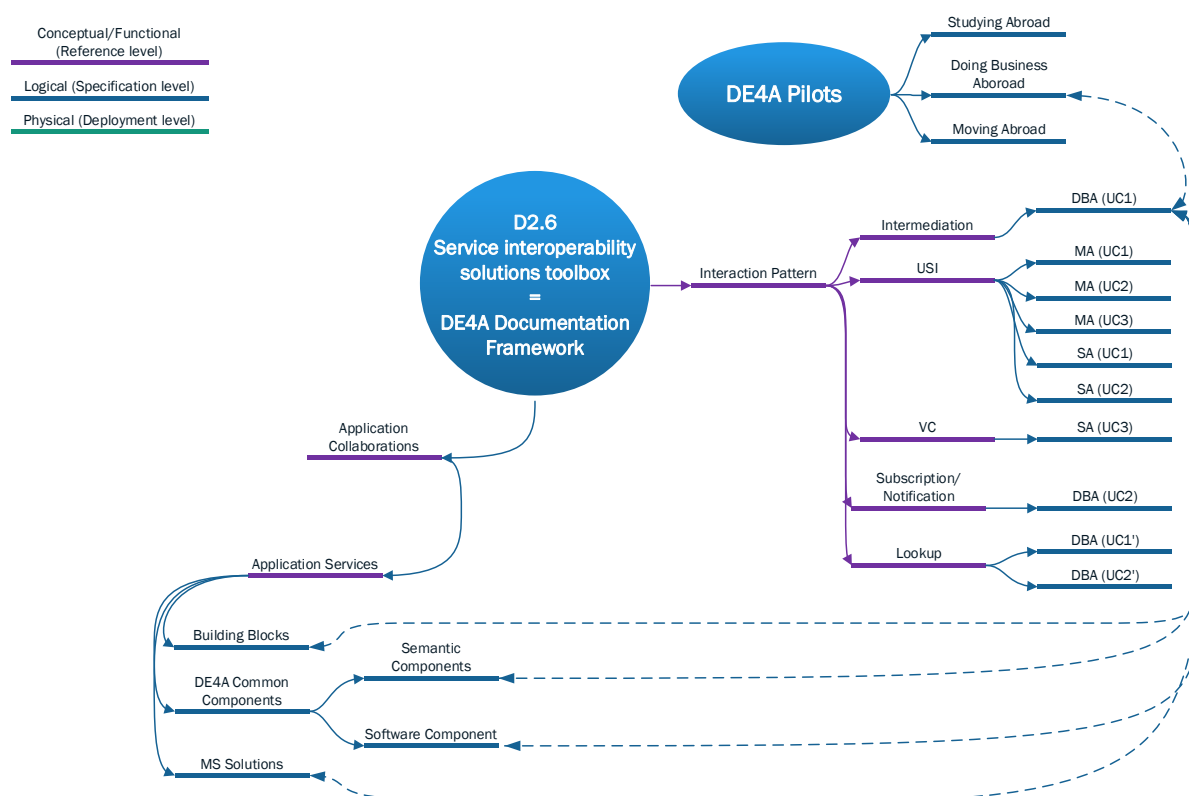 Conceptual/Functional
(Reference level)
Logical (Specification level)
Physical (Deployment level)
DE4A Pilots
Studying Abroad
Doing Business
Aboroad
Moving Abroad
D2.6
Service interoperability
solutions toolbox
=
DE4A Documentation
Framework
Interaction Pattern
Intermediation
USI
VC
Subscription/
Notification
Lookup
DBA (UC1)
MA (UC1)
MA (UC2)
MA (UC3)
SA (UC1)
SA (UC2)
SA (UC3)
DBA (UC2)
DBA (UC1')
DBA (UC2')
Application
Collaborations
Application Services
Building Blocks
DE4A Common
Components
MS Solutions
Semantic
Components
Software Component